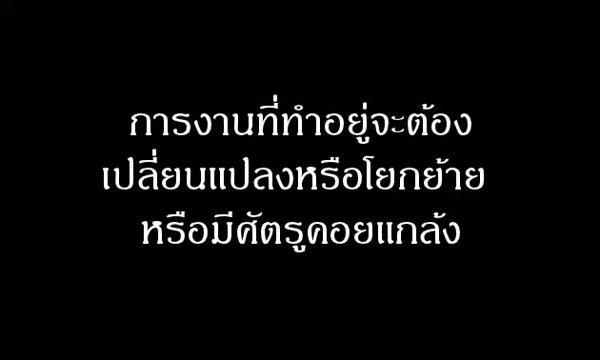 การงานที่ทำอยู่จะต้อง
เปลี่ยนแปลงหรือโยกย้าย
หรือมีศัตรูคอยแกล้ง